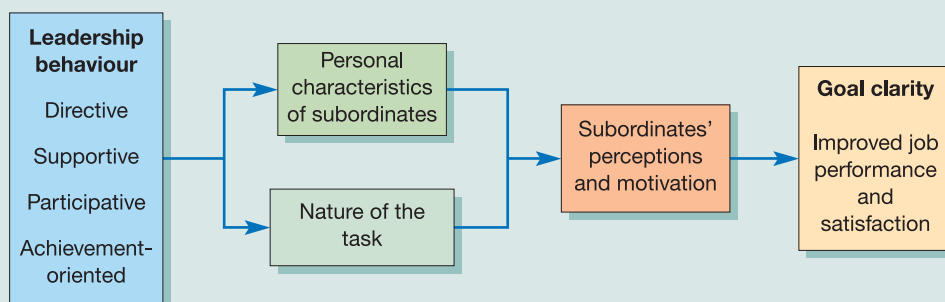 Leadership
behaviour
Directive
Supportive
Participative
Achievement-
oriented
Personal
characteristics
of subordinates
Nature of the
task
Subordinates’
perceptions
and motivation
Goal clarity
Improved job
performance
and
satisfaction